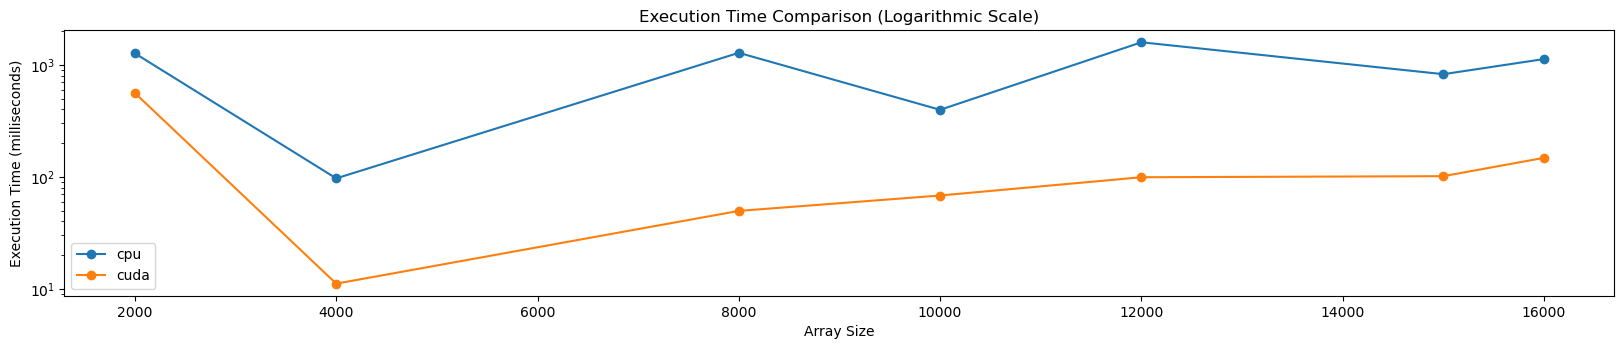 Execution Time Comparison (Logarithmic Scale)
Execution Time (milliseconds)
10³
10²
10¹
cpu
cuda
2000 4000 6000 8000 10000 12000 14000 16000
Array Size